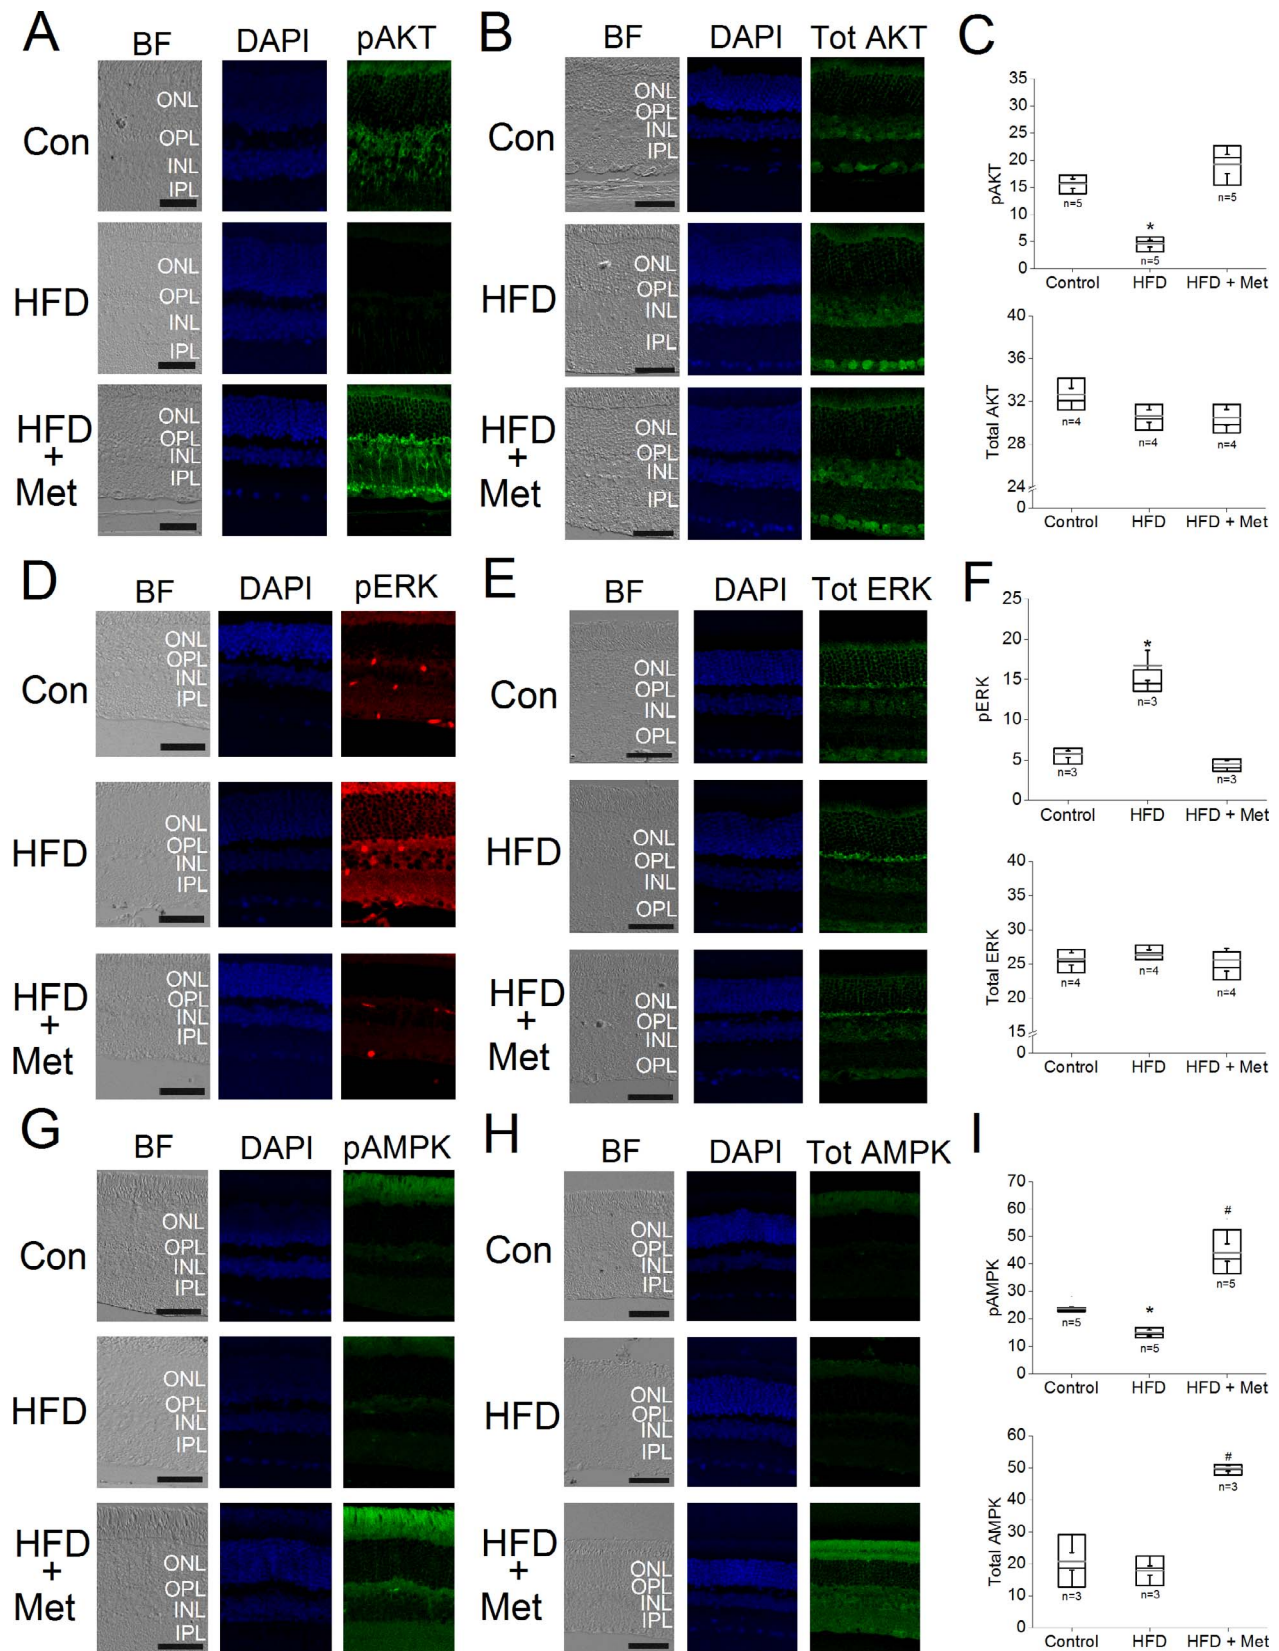 A
BF DAPI pAKT
Con
ONL
OPL
INL
IPL
HFD
ONL
OPL
INL
IPL
HFD
+
Met
ONL
OPL
INL
IPL
B
BF DAPI Tot AKT
Con
ONL
OPL
INL
IPL
HFD
ONL
OPL
INL
IPL
HFD
+
Met
ONL
OPL
INL
IPL
C
pAKT
35
30
25
20
15
10
5
0
n=5
*
n=5
n=5
Control HFD HFD + Met
Total AKT
40
36
32
28
24
0
n=4
n=4
n=4
Control HFD HFD + Met
D
BF DAPI pERK
Con
ONL
OPL
INL
IPL
HFD
ONL
OPL
INL
IPL
HFD
+
Met
ONL
OPL
INL
IPL
E
BF DAPI Tot ERK
Con
ONL
OPL
INL
OPL
HFD
ONL
OPL
INL
OPL
HFD
+
Met
ONL
OPL
INL
OPL
F
pERK
25
20
15
10
5
0
n=3
*
n=3
n=3
Control HFD HFD + Met
Total ERK
40
35
30
25
20
15
0
n=4
n=4
n=4
Control HFD HFD + Met
G
BF DAPI pAMPK
Con
ONL
OPL
INL
IPL
HFD
ONL
OPL
INL
IPL
HFD
+
Met
ONL
OPL
INL
IPL
H
BF DAPI Tot AMPK
Con
ONL
OPL
INL
IPL
HFD
ONL
OPL
INL
IPL
HFD
+
Met
ONL
OPL
INL
IPL
I
pAMPK
70
60
50
40
30
20
10
0
n=5
*
n=5
#
n=5
Control HFD HFD + Met
Total AMPK
60
50
40
30
20
10
0
n=3
n=3
#
n=3
Control HFD HFD + Met